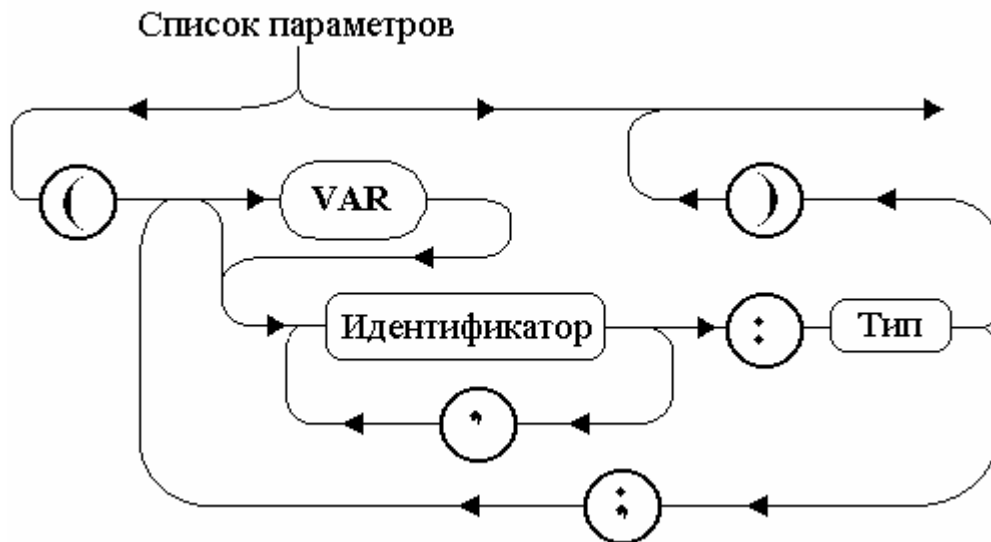 Список параметров
(
VAR
)
Идентификатор
:
Тип
,
;